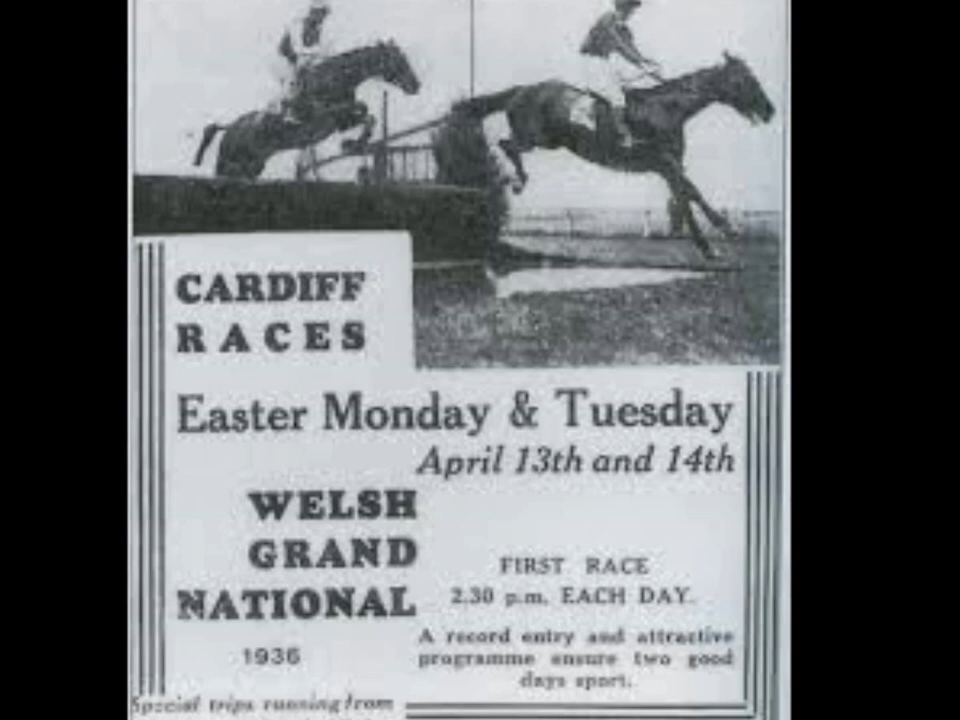 CARDIFF
RACES
Easter Monday & Tuesday
April 13th and 14th
WELSH
GRAND
NATIONAL
1936
FIRST RACE
2.30 p.m. EACH DAY.
A record entry and attractive
programme ensure two good
days sport.
Special trips running from